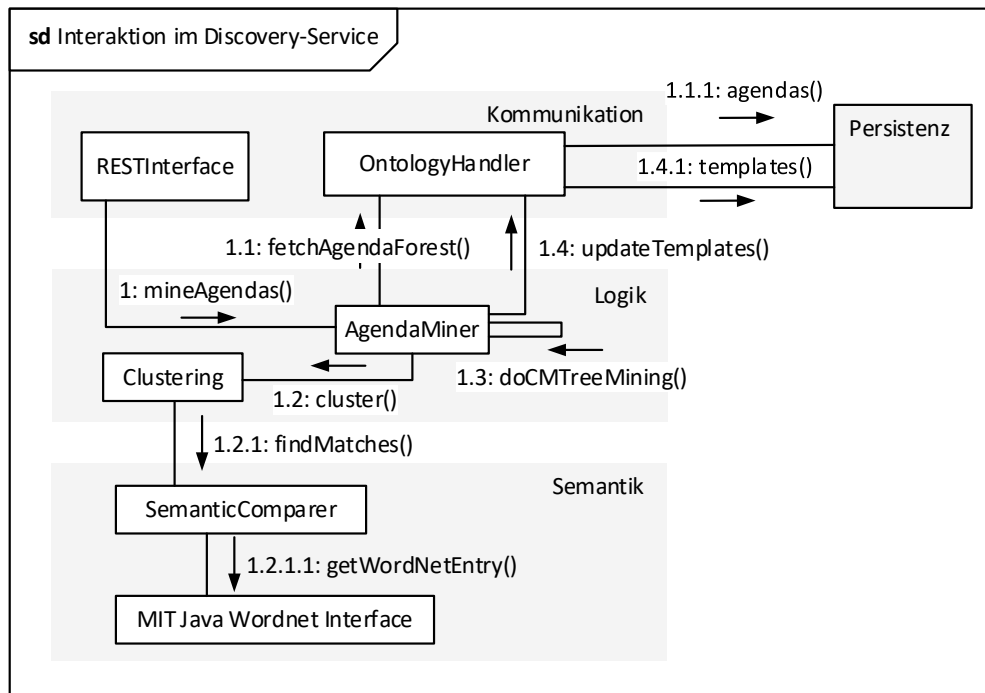 sd Interaktion im Discovery-Service
1.1.1: agendas()
Kommunikation
Persistenz
RESTInterface
OntologyHandler
1.4.1: templates()
1.1: fetchAgendaForest()
1.4: updateTemplates()
1: mineAgendas()
Logik
AgendaMiner
Clustering
1.3: doCMTreeMining()
1.2: cluster()
1.2.1: findMatches()
Semantik
SemanticComparer
1.2.1.1: getWordNetEntry()
MIT Java Wordnet Interface